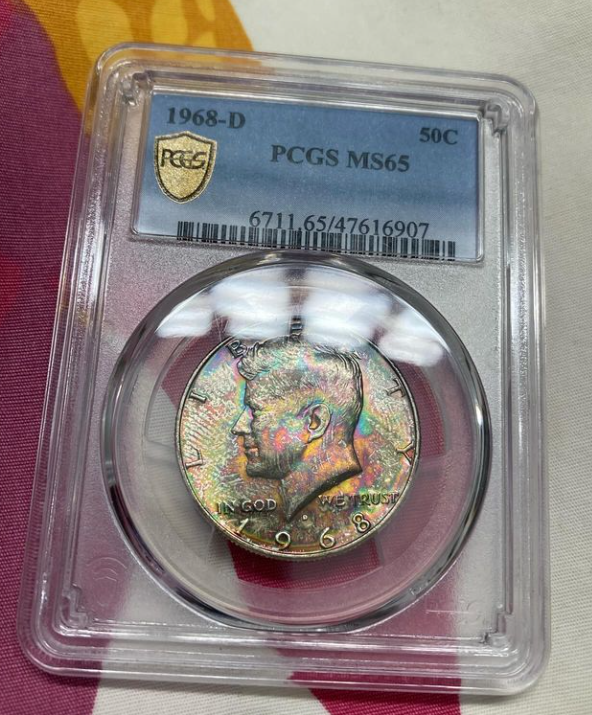 1968-D
50C
PCGS
PCGS MS65
6711.65/47616907
LIBERTY
IN GOD WE TRUST
1968